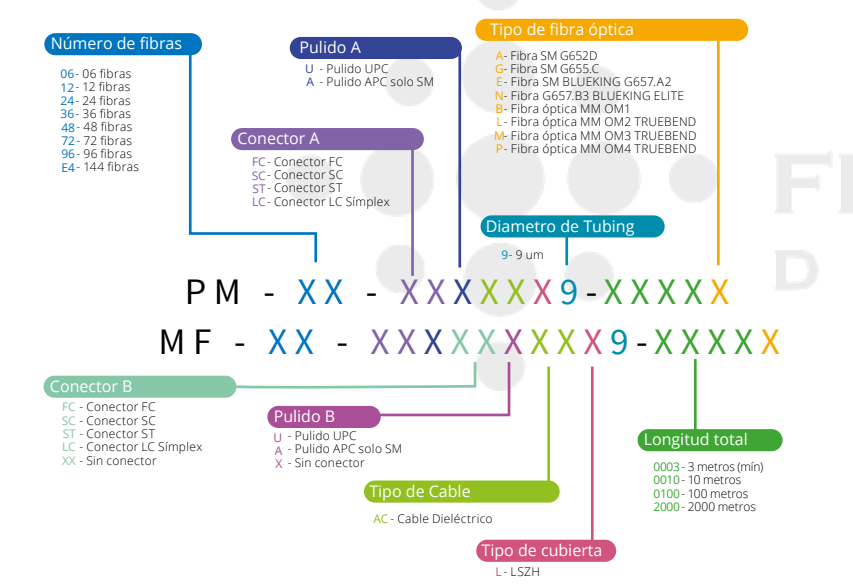 Número de fibras
06 - 06 fibras
12 - 12 fibras
24 - 24 fibras
36 - 36 fibras
48 - 48 fibras
72 - 72 fibras
96 - 96 fibras
E4 - 144 fibras
Pulido A
U - Pulido UPC
A - Pulido APC solo SM
Conector A
FC - Conector FC
SC - Conector SC
ST - Conector ST
LC - Conector LC Símplex
Tipo de fibra óptica
A - Fibra SM G652D
G - Fibra SM G655.C
E - Fibra SM BLUEKING G657.A2
N - Fibra G657.B3 BLUEKING ELITE
B - Fibra óptica MM OM1
L - Fibra óptica MM OM2 TRUEBEND
M - Fibra óptica MM OM3 TRUEBEND
P - Fibra óptica MM OM4 TRUEBEND
Diametro de Tubing
9 - 9 um
PM - XX - XXXXXX9-XXXXX
MF - XX - XXXXXXXXX9-XXXXX
Conector B
FC - Conector FC
SC - Conector SC
ST - Conector ST
LC - Conector LC Símplex
XX - Sin conector
Pulido B
U - Pulido UPC
A - Pulido APC solo SM
X - Sin conector
Tipo de Cable
AC - Cable Dieléctrico
Tipo de cubierta
L - LSZH
Longitud total
0003 - 3 metros (mín)
0010 - 10 metros
0100 - 100 metros
2000 - 2000 metros